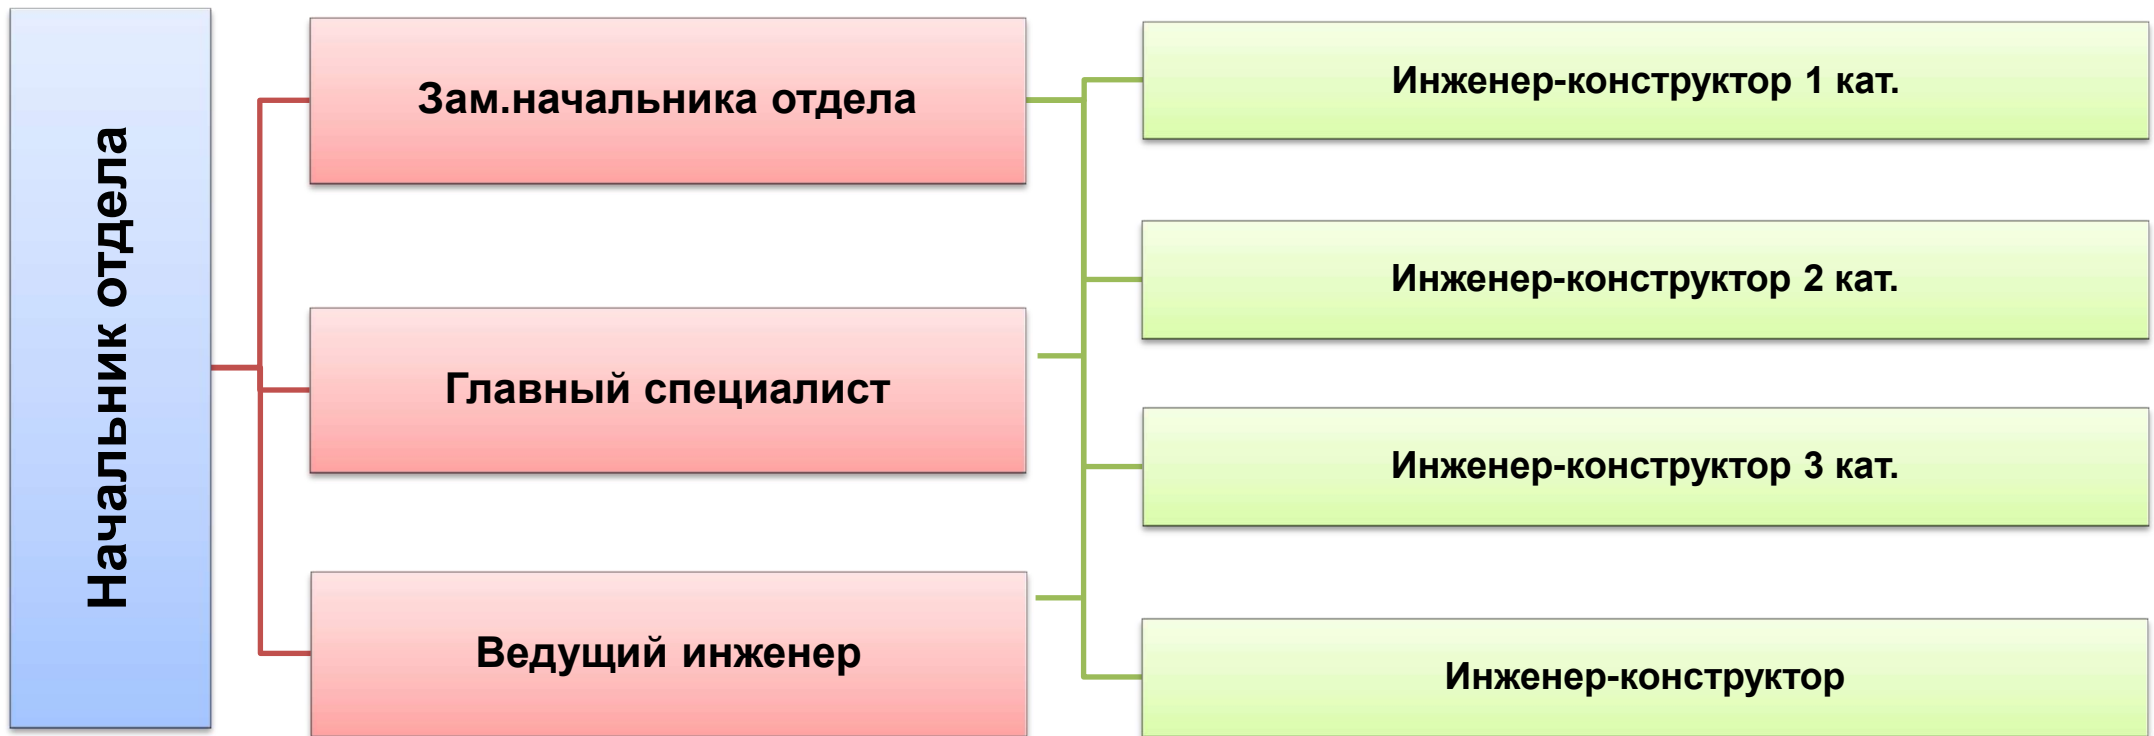 Начальник отдела
Зам.начальника отдела
Главный специалист
Ведущий инженер
Инженер-конструктор 1 кат.
Инженер-конструктор 2 кат.
Инженер-конструктор 3 кат.
Инженер-конструктор